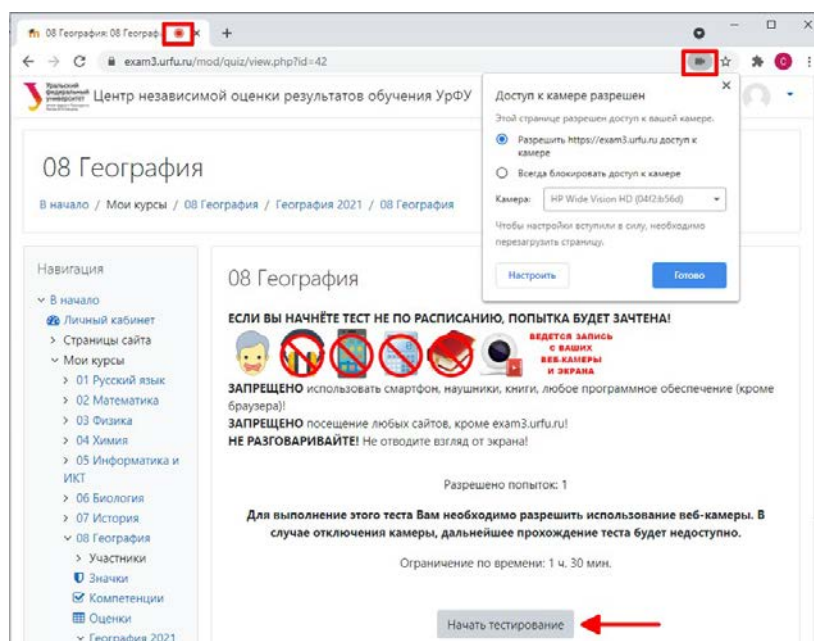 08 География: 08 Географ
exam3.urfu.ru/mod/quiz/view.php?id=42
Уральский
федеральный
университет
Центр независимой оценки результатов обучения УрФУ
Доступ к камере разрешен
Этой странице разрешен доступ к вашей камере.
Разрешить https://exam3.urfu.ru доступ к
камере
Всегда блокировать доступ к камере
Камера: HP Wide Vision HD (04f2:b56d)
Чтобы настройки вступили в силу, необходимо
перезагрузить страницу.
Настроить Готово
08 География
В начало / Мои курсы / 08 География / География 2021 / 08 География
Навигация
В начало
Личный кабинет
Страницы сайта
Мои курсы
01 Русский язык
02 Математика
03 Физика
04 Химия
05 Информатика и
ИКТ
06 Биология
07 История
08 География
Участники
Значки
Компетенции
Оценки
География 2021
08 География
ЕСЛИ ВЫ НАЧНЁТЕ ТЕСТ НЕ ПО РАСПИСАНИЮ, ПОПЫТКА БУДЕТ ЗАЧТЕНА!
ВЕДЕТСЯ ЗАПИСЬ
С ВАШИХ
ВЕБ-КАМЕРЫ
И ЭКРАНА
ЗАПРЕЩЕНО использовать смартфон, наушники, книги, любое программное обеспечение (кроме
браузера)!
ЗАПРЕЩЕНО посещение любых сайтов, кроме exam3.urfu.ru!
НЕ РАЗГОВАРИВАЙТЕ! Не отводите взгляд от экрана!
Разрешено попыток: 1
Для выполнения этого теста Вам необходимо разрешить использование веб-камеры. В
случае отключения камеры, дальнейшее прохождение теста будет недоступно.
Ограничение по времени: 1 ч. 30 мин.
Начать тестирование